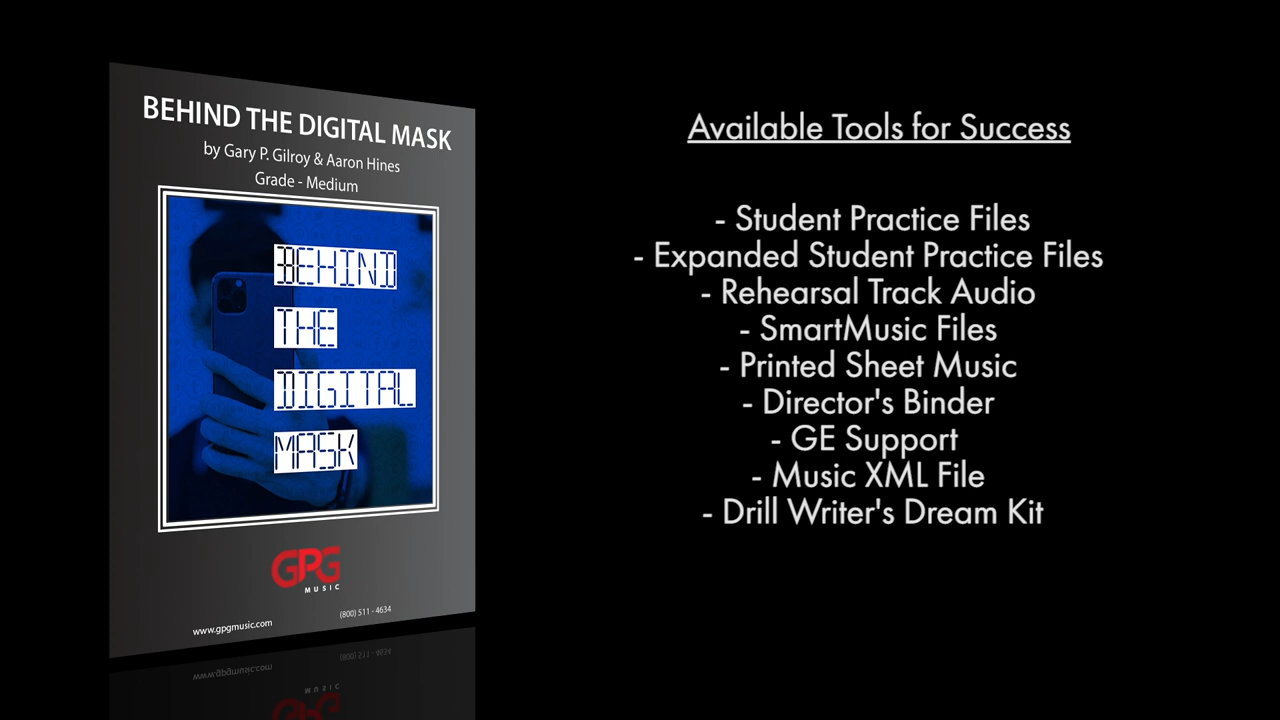 BEHIND THE DIGITAL MASK
by Gary P. Gilroy & Aaron Hines
Grade - Medium
BEHIND
THE
DIGITAL
MASK
GPG
MUSIC
www.gpgmusic.com
(800) 511 - 4634
Available Tools for Success
- Student Practice Files
- Expanded Student Practice Files
- Rehearsal Track Audio
- SmartMusic Files
- Printed Sheet Music
- Director's Binder
- GE Support
- Music XML File
- Drill Writer's Dream Kit